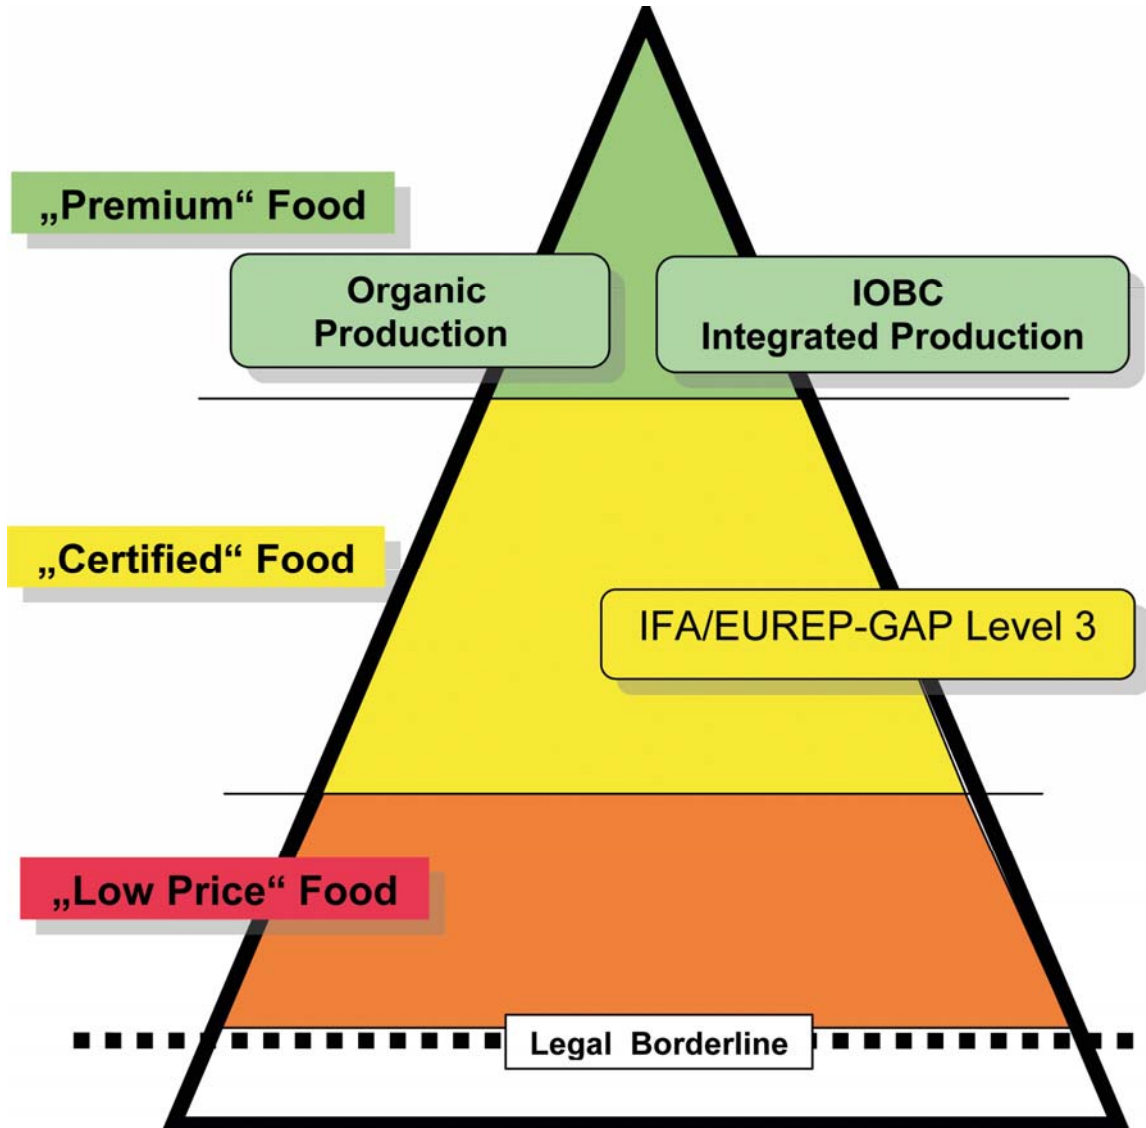 „Premium“ Food
Organic
Production
IOBC
Integrated Production
„Certified“ Food
IFA/EUREP-GAP Level 3
„Low Price“ Food
Legal Borderline